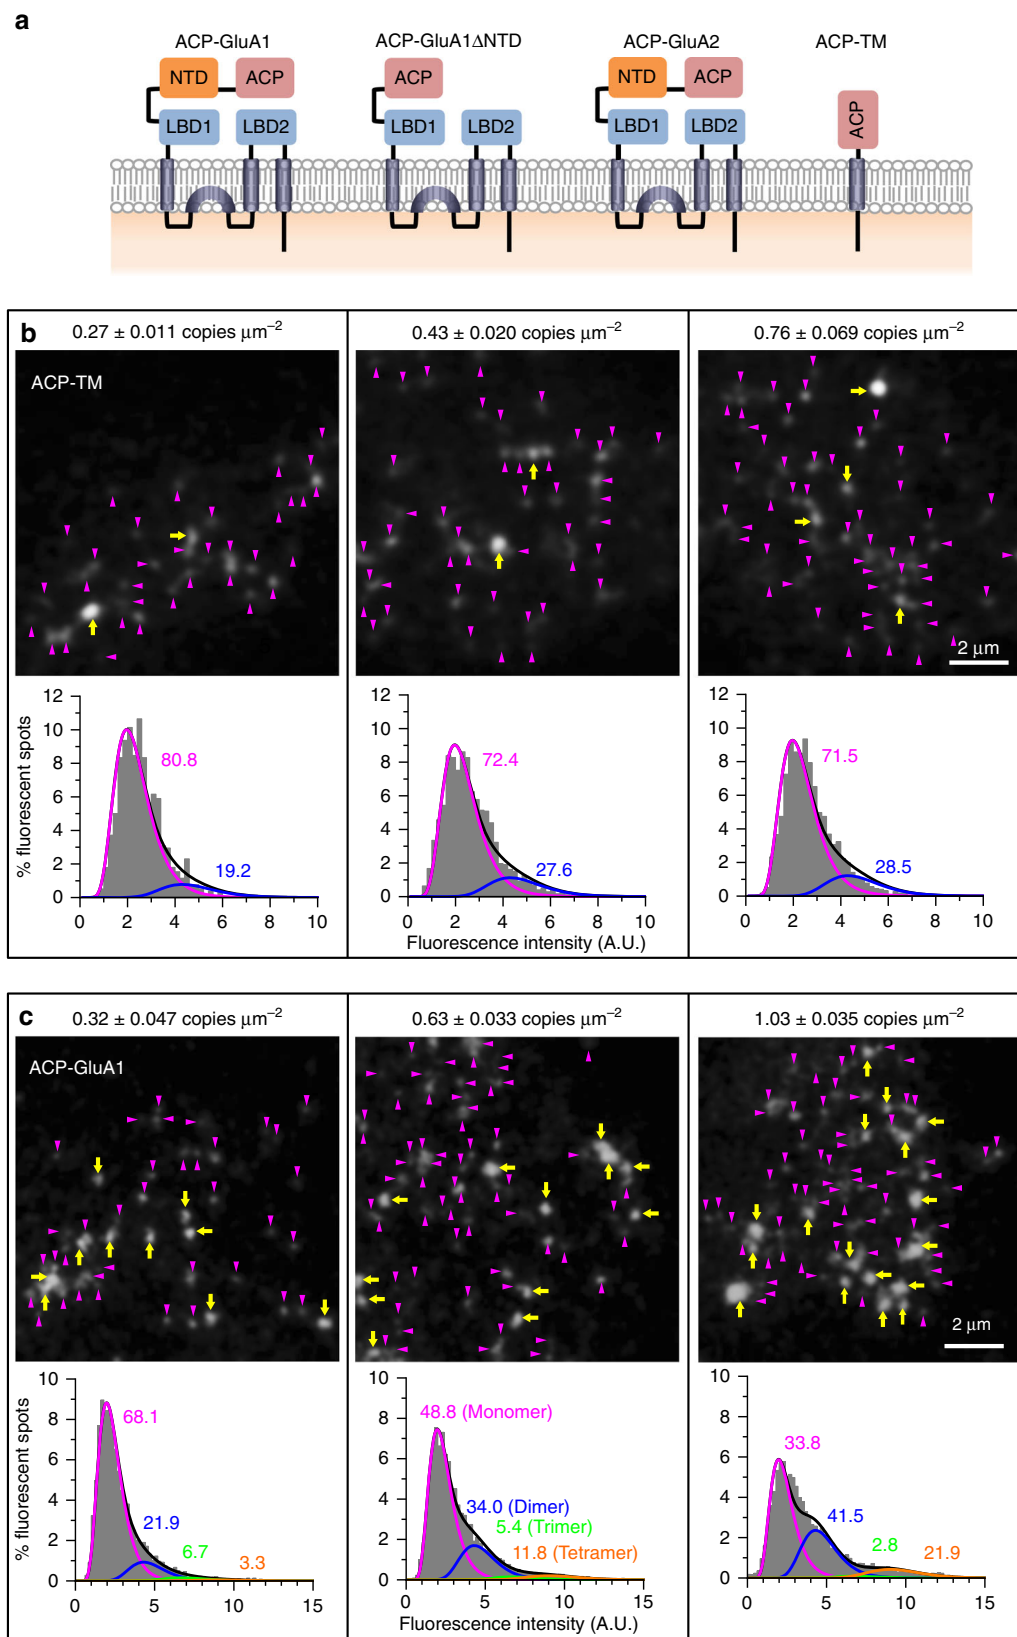 a
ACP-GluA1
ACP-GluA1ΔNTD
ACP-GluA2
ACP-TM
NTD
ACP
ACP
NTD
ACP
ACP
LBD1
LBD2
LBD1
LBD2
LBD1
LBD2
b
0.27 ± 0.011 copies μm⁻²
0.43 ± 0.020 copies μm⁻²
0.76 ± 0.069 copies μm⁻²
ACP-TM
2 μm
% fluorescent spots
12
10
8
6
4
2
0
0 2 4 6 8 10
80.8
19.2
12
10
8
6
4
2
0
0 2 4 6 8 10
72.4
27.6
Fluorescence intensity (A.U.)
12
10
8
6
4
2
0
0 2 4 6 8 10
71.5
28.5
c
0.32 ± 0.047 copies μm⁻²
0.63 ± 0.033 copies μm⁻²
1.03 ± 0.035 copies μm⁻²
ACP-GluA1
2 μm
% fluorescent spots
10
8
6
4
2
0
0 5 10 15
68.1
21.9
6.7
3.3
10
8
6
4
2
0
0 5 10 15
48.8 (Monomer)
34.0 (Dimer)
5.4 (Trimer)
11.8 (Tetramer)
Fluorescence intensity (A.U.)
10
8
6
4
2
0
0 5 10 15
33.8
41.5
2.8
21.9